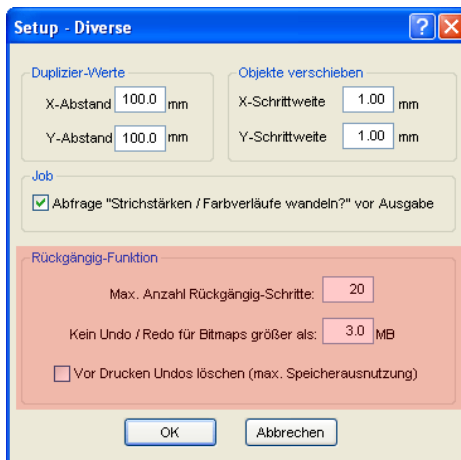 Setup - Diverse
Duplizier-Werte
X-Abstand 100.0 mm
Y-Abstand 100.0 mm
Objekte verschieben
X-Schrittweite 1.00 mm
Y-Schrittweite 1.00 mm
Job
Abfrage "Strichstärken / Farbverläufe wandeln?" vor Ausgabe
Rückgängig-Funktion
Max. Anzahl Rückgängig-Schritte: 20
Kein Undo / Redo für Bitmaps größer als: 3.0 MB
Vor Drucken Undos löschen (max. Speicherausnutzung)
OK Abbrechen